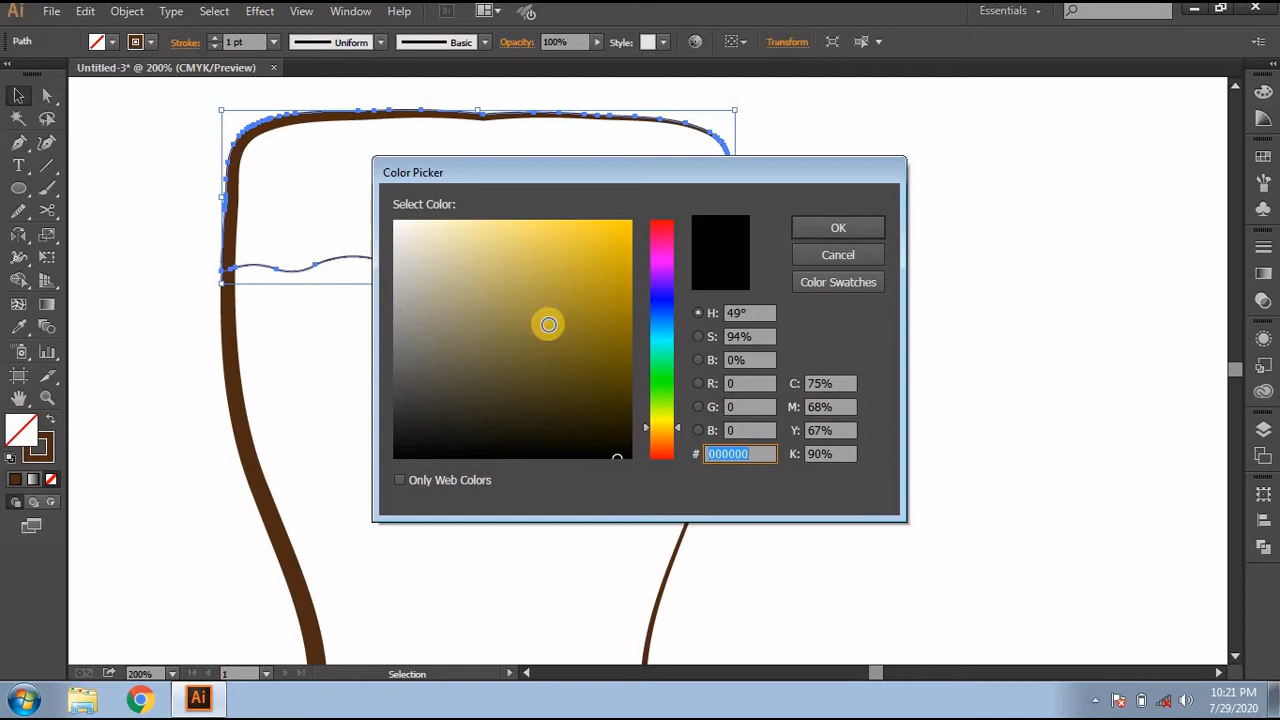 Ai File Edit Object Type Select Effect View Window Help Br Essentials
Path Stroke: 1 pt Uniform Basic Opacity: 100% Style: Transform
Untitled-3* @ 200% (CMYK/Preview) ×
Color Picker
Select Color:
OK
Cancel
Color Swatches
H: 49°
S: 94%
B: 0%
R: 0 C: 75%
G: 0 M: 68%
B: 0 Y: 67%
# 000000 K: 90%
Only Web Colors
200% 1 Selection
Ai 10:21 PM
7/29/2020